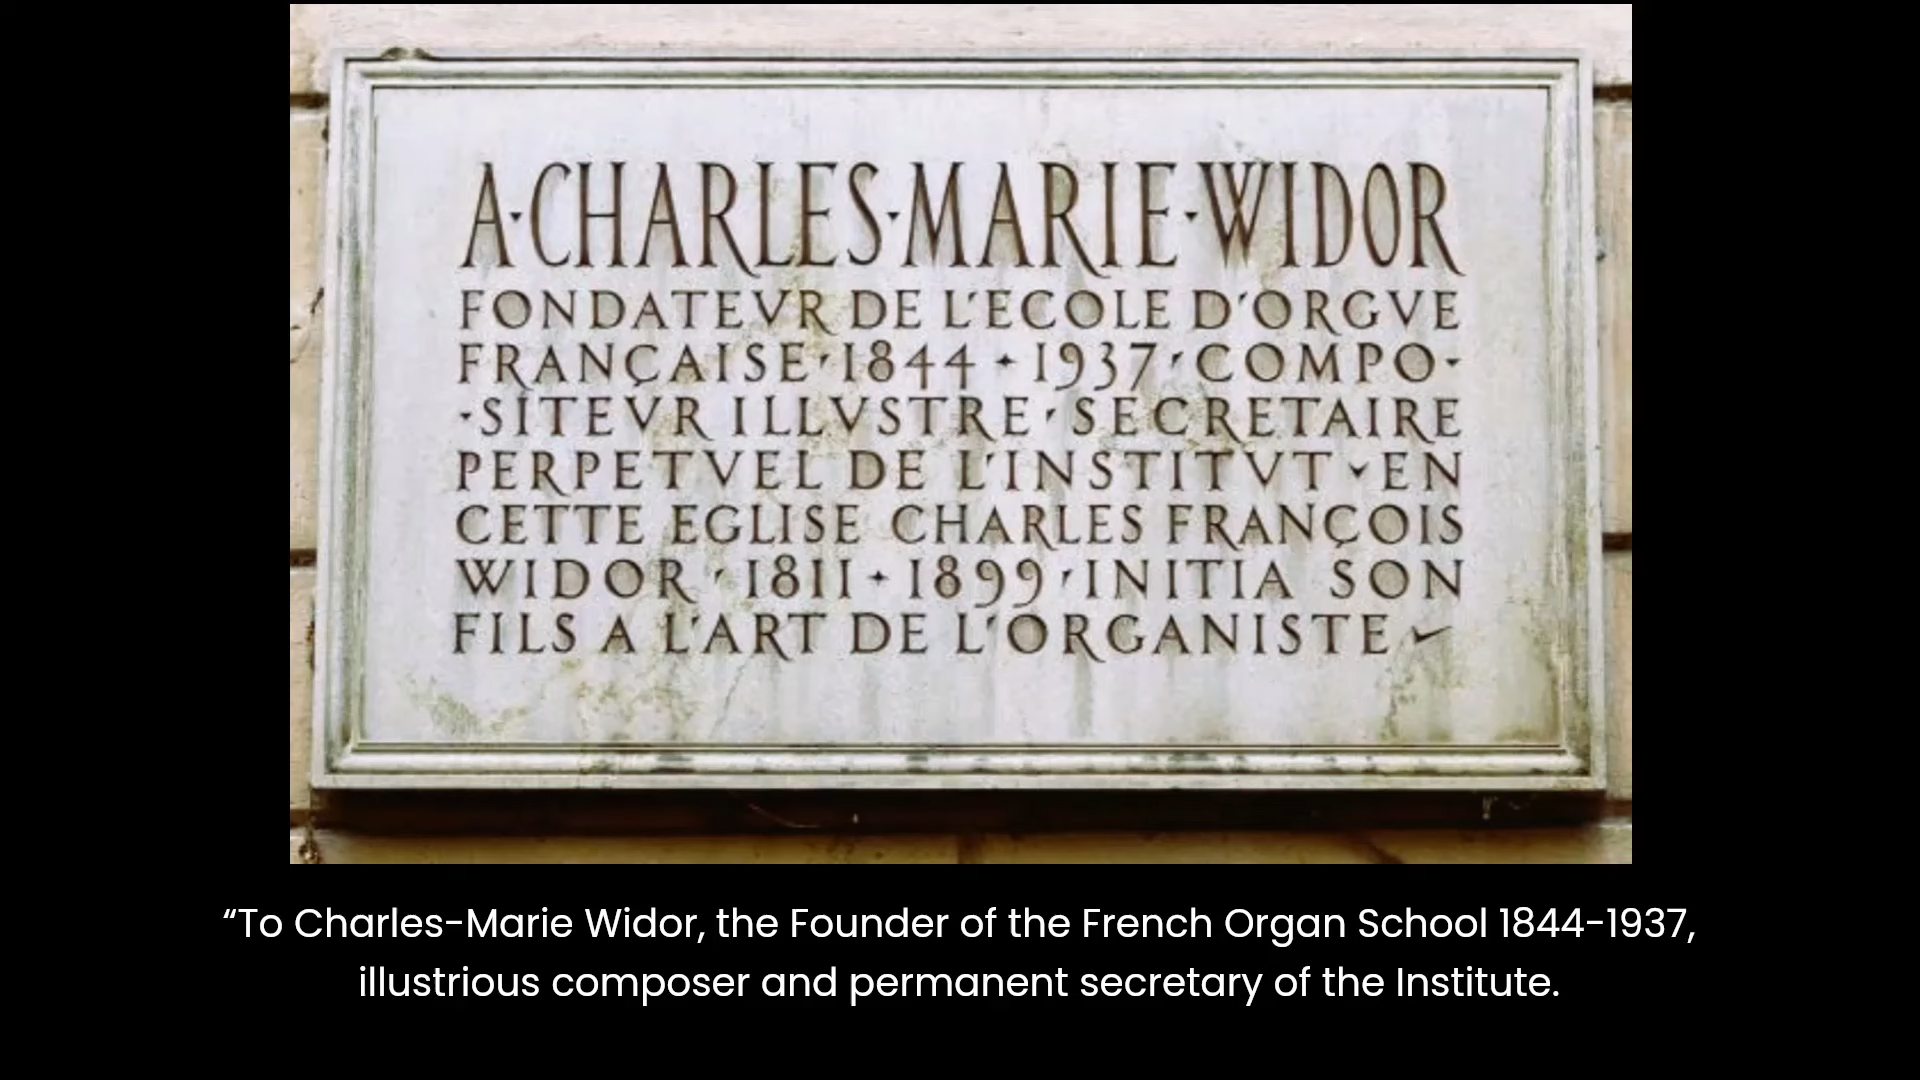 A·CHARLES·MARIE·WIDOR
FONDATEVR DE L'ECOLE D'ORGVE
FRANÇAISE ' 1844 + 1937 ' COMPO-
-SITEVR ILLVSTRE ' SECRETAIRE
PERPETVEL DE L'INSTITVT ˅ EN
CETTE EGLISE CHARLES FRANÇOIS
WIDOR ' 1811 + 1899 ' INITIA SON
FILS A L'ART DE L'ORGANISTE
“To Charles-Marie Widor, the Founder of the French Organ School 1844-1937,
illustrious composer and permanent secretary of the Institute.